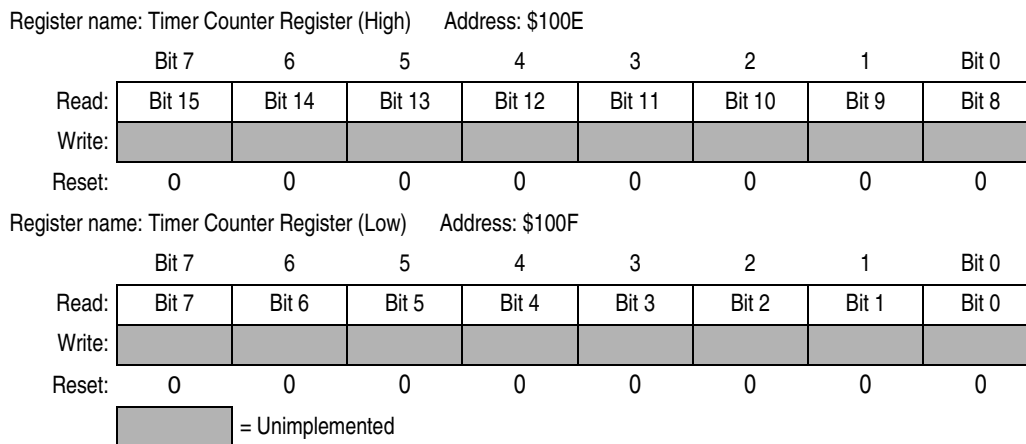 Register name: Timer Counter Register (High) Address: $100E
Bit 7 6 5 4 3 2 1 Bit 0
Read: Bit 15 Bit 14 Bit 13 Bit 12 Bit 11 Bit 10 Bit 9 Bit 8
Write:
Reset: 0 0 0 0 0 0 0 0
Register name: Timer Counter Register (Low) Address: $100F
Bit 7 6 5 4 3 2 1 Bit 0
Read: Bit 7 Bit 6 Bit 5 Bit 4 Bit 3 Bit 2 Bit 1 Bit 0
Write:
Reset: 0 0 0 0 0 0 0 0
= Unimplemented